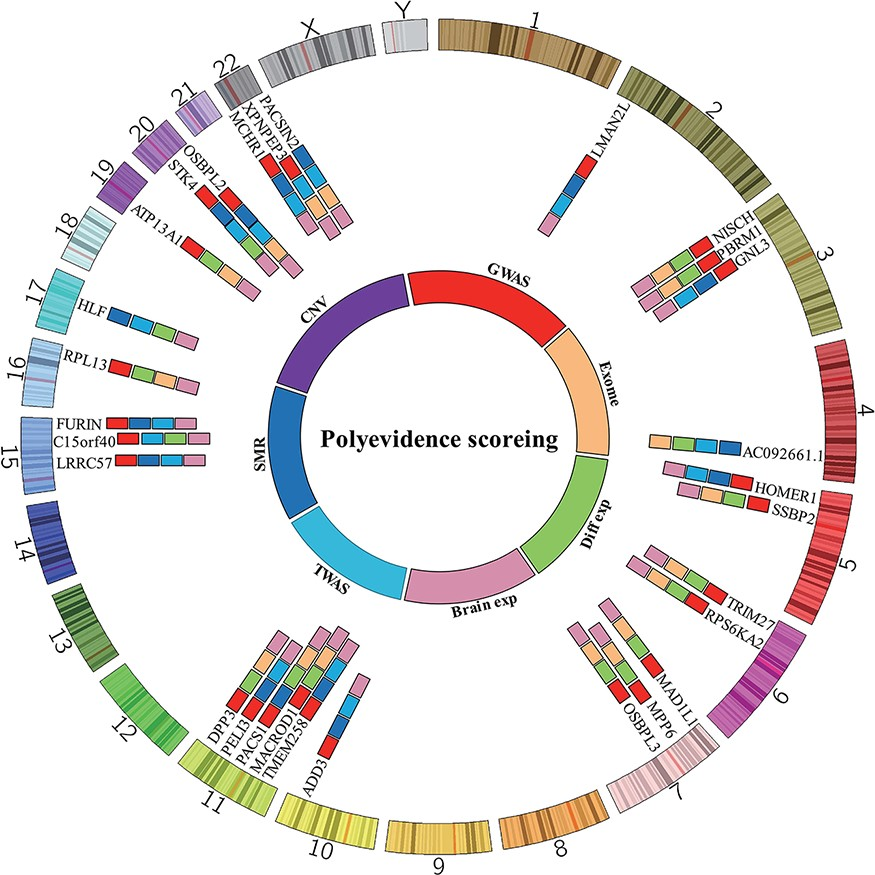 1
2
3
4
5
6
7
8
9
10
11
12
13
14
15
16
17
18
19
20
21
22
X
Y
LMAN2L
NISCH
PBRM1
GNL3
AC092661.1
HOMER1
SSBP2
TRIM27
RPS6KA2
MAD1L1
MPP6
OSBPL3
ADD3
TMEM258
MACROD1
PACS1
PELI3
DPP3
LRRC57
C15orf40
FURIN
RPL13
HLF
ATP13A1
STK4
OSBPL2
MCHR1
XPNPEP3
PACSIN2
GWAS
Exome
Diff exp
Brain exp
TWAS
SMR
CNV
Polyevidence scoreing